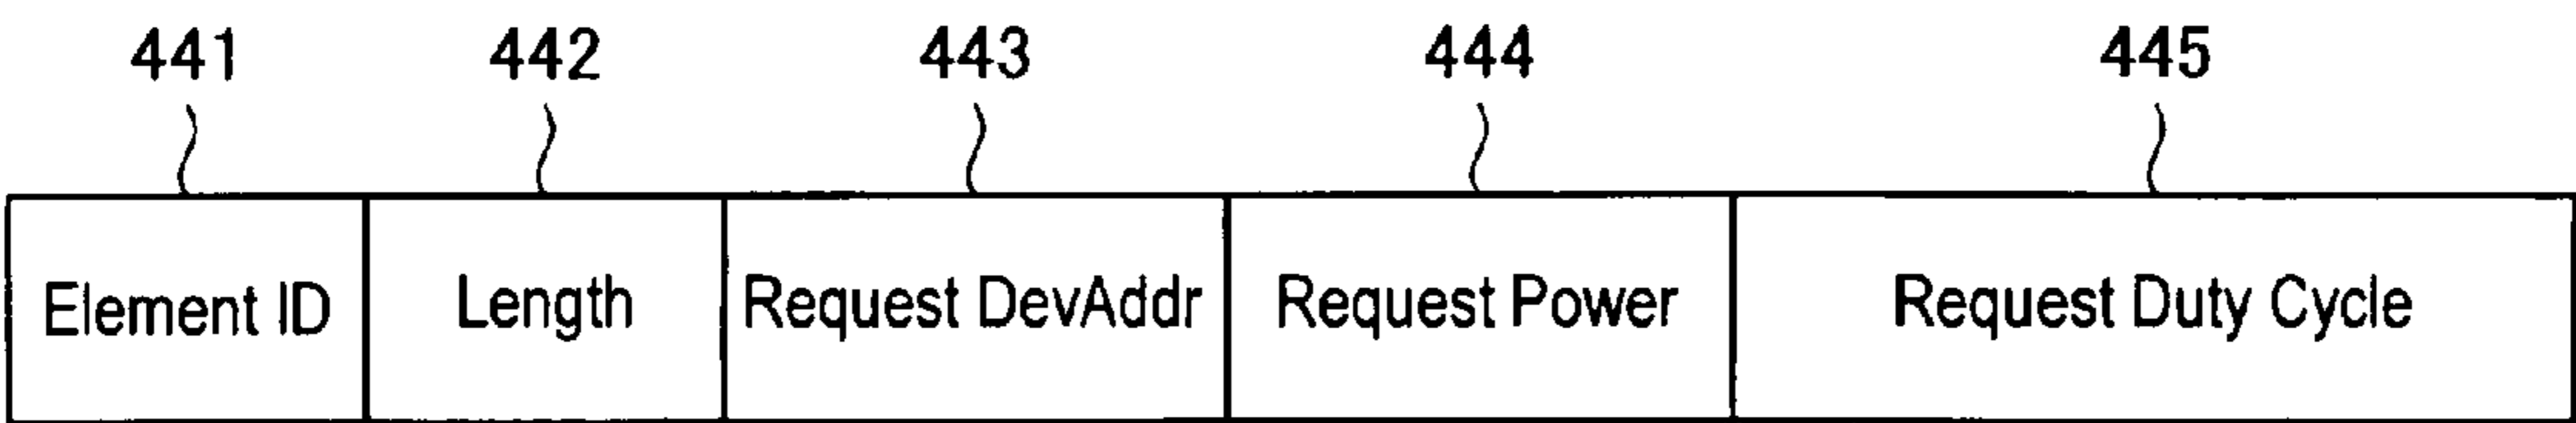 441 442 443 444 445
Element ID Length Request DevAddr Request Power Request Duty Cycle